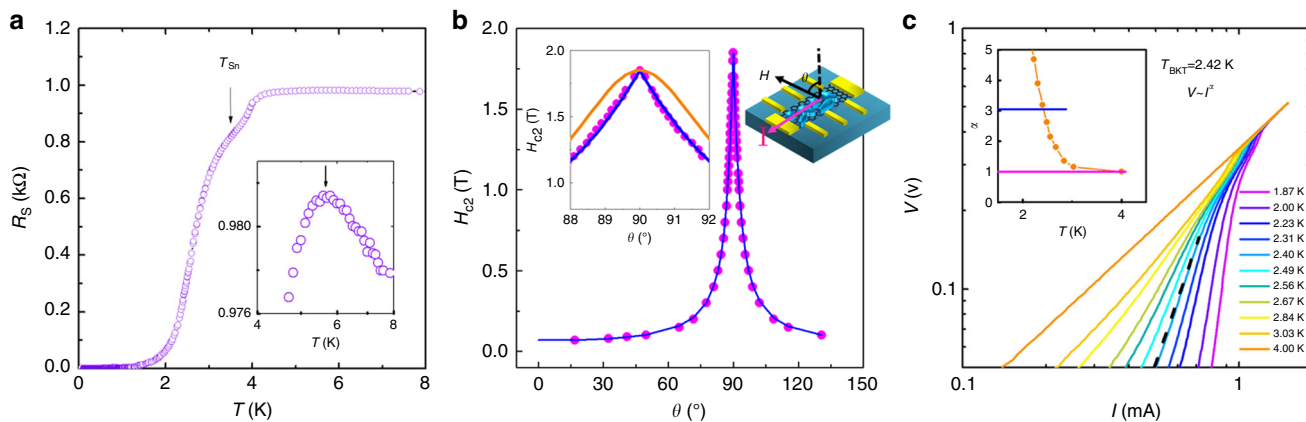 a
1.2
1.0
0.8
0.6
0.4
0.2
0.0
R_S (kΩ)
0 2 4 6 8
T (K)
T_Sn
0.980
0.976
4 6 8
T (K)
b
2.0
1.5
1.0
0.5
0.0
H_c2 (T)
0 30 60 90 120 150
θ (°)
2.0
1.5
1.0
H_c2 (T)
88 89 90 91 92
θ (°)
H
θ
I
c
1
0.1
V (v)
0.1 1
I (mA)
5
4
3
2
1
0
α
2 4
T (K)
T_BKT=2.42 K
V~I^α
1.87 K
2.00 K
2.23 K
2.31 K
2.40 K
2.49 K
2.56 K
2.67 K
2.84 K
3.03 K
4.00 K